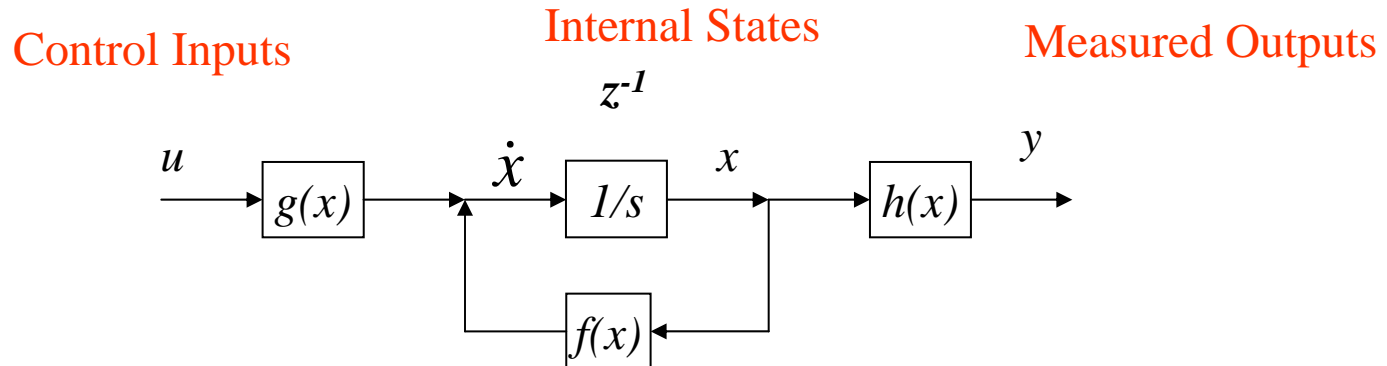 Control Inputs
Internal States
Measured Outputs
z⁻¹
u
g(x)
ẋ
1/s
x
h(x)
y
f(x)